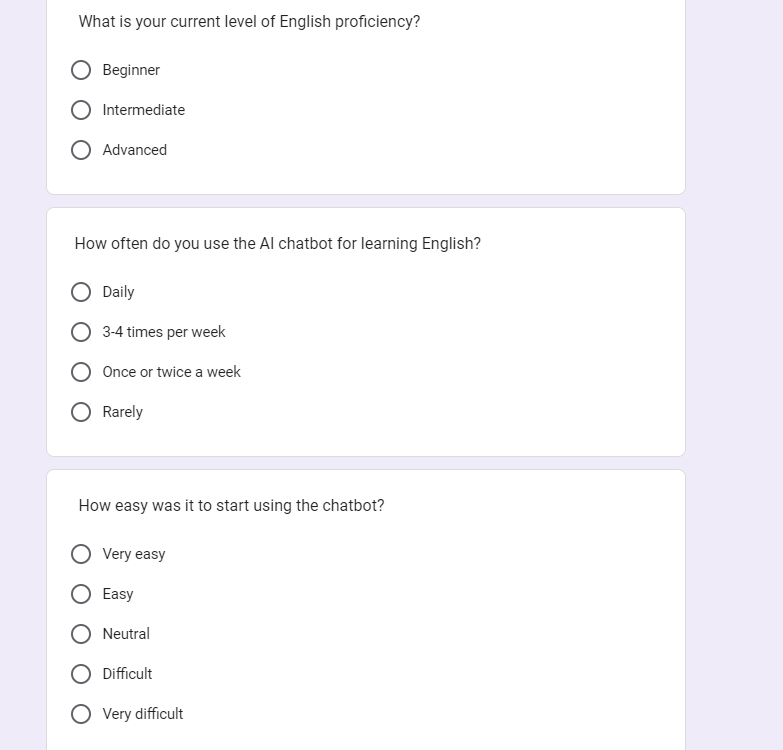 What is your current level of English proficiency?
Beginner
Intermediate
Advanced
How often do you use the AI chatbot for learning English?
Daily
3-4 times per week
Once or twice a week
Rarely
How easy was it to start using the chatbot?
Very easy
Easy
Neutral
Difficult
Very difficult